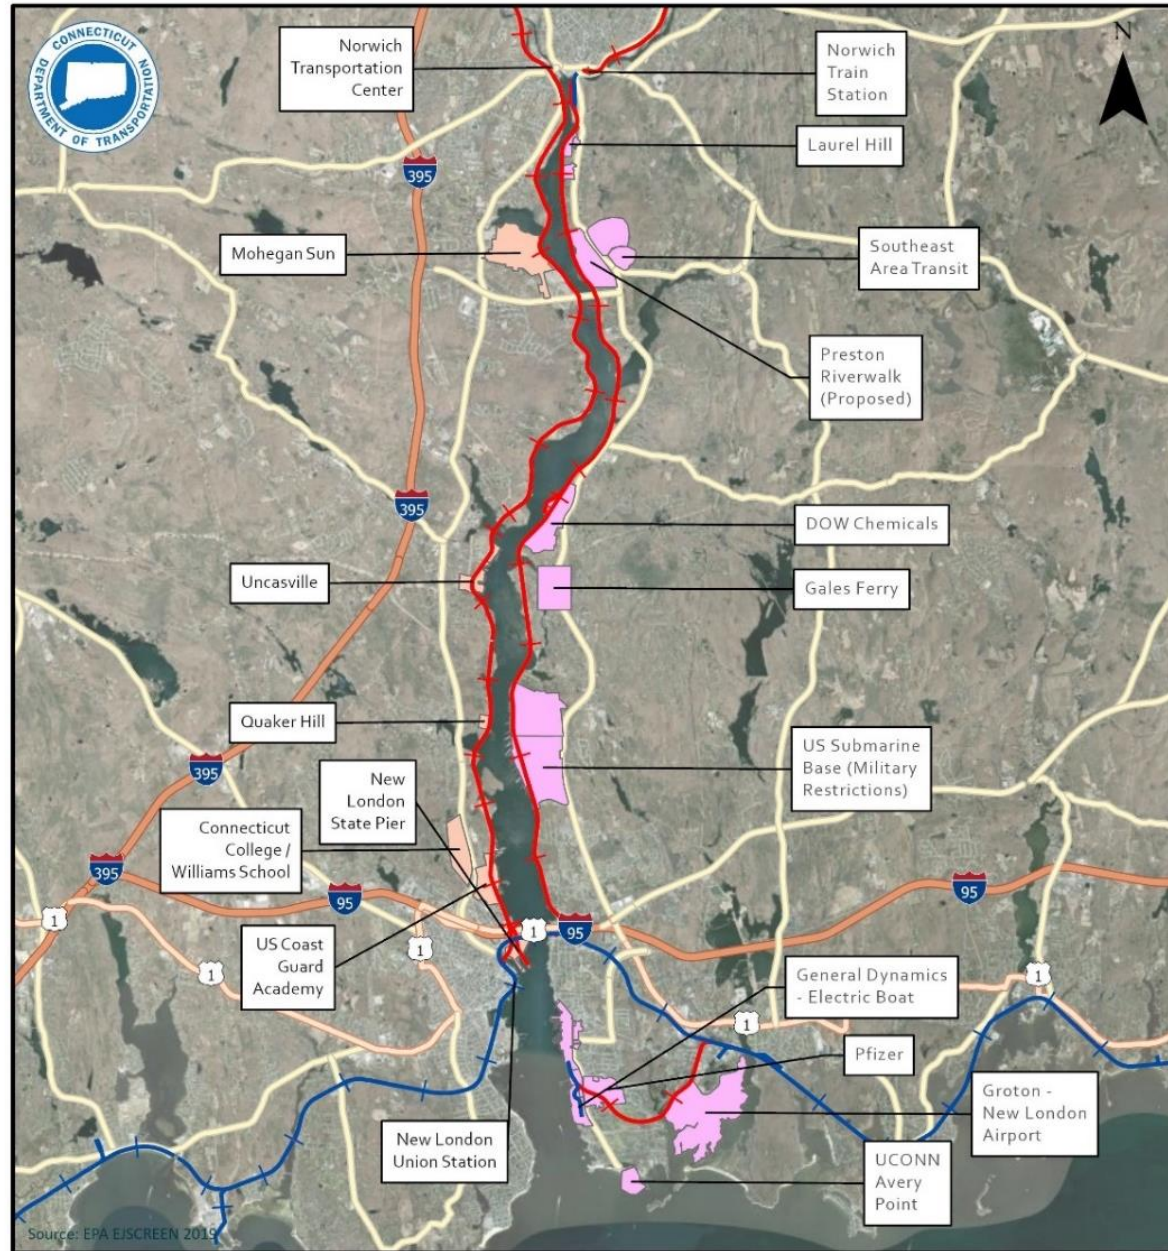 CONNECTICUT
DEPARTMENT OF TRANSPORTATION
N
Norwich
Transportation
Center
Norwich
Train
Station
Laurel Hill
395
Mohegan Sun
Southeast
Area Transit
Preston
Riverwalk
(Proposed)
395
DOW Chemicals
Uncasville
Gales Ferry
Quaker Hill
US Submarine
Base (Military
Restrictions)
395
New
London
State Pier
Connecticut
College /
Williams School
395
95
95
1
1
95
1
US Coast
Guard
Academy
1
General Dynamics
- Electric Boat
1
1
Pfizer
Groton -
New London
Airport
New London
Union Station
UCONN
Avery
Point
Source: EPA EJSCREEN 2019